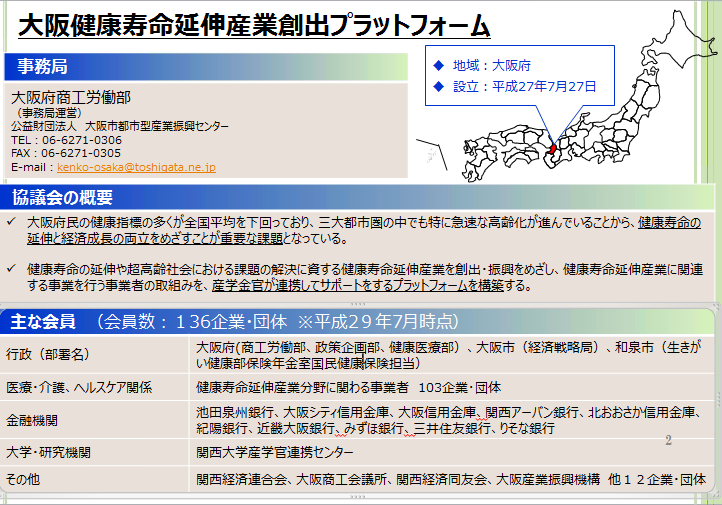 大阪健康寿命延伸産業創出プラットフォーム
事務局
◆ 地域：大阪府
◆ 設立：平成27年7月27日
大阪府商工労働部
（事務局運営）
公益財団法人 大阪市都市型産業振興センター
TEL：06-6271-0306
FAX：06-6271-0305
E-mail：kenko-osaka@toshigata.ne.jp
協議会の概要
✓ 大阪府民の健康指標の多くが全国平均を下回っており、三大都市圏の中でも特に急速な高齢化が進んでいることから、健康寿命の
延伸と経済成長の両立をめざすことが重要な課題となっている。
✓ 健康寿命の延伸や超高齢社会における課題の解決に資する健康寿命延伸産業を創出・振興をめざし、健康寿命延伸産業に関連
する事業を行う事業者の取組みを、産学金官が連携してサポートをするプラットフォームを構築する。
主な会員 （会員数：１３６企業・団体 ※平成２９年７月時点）
行政（部署名）
大阪府(商工労働部、政策企画部、健康医療部）、大阪市（経済戦略局）、和泉市（生きが
い健康部保険年金室国民健康保険担当）
医療・介護、ヘルスケア関係
健康寿命延伸産業分野に関わる事業者 103企業・団体
金融機関
池田泉州銀行、大阪シティ信用金庫、大阪信用金庫、関西アーバン銀行、北おおさか信用金庫、
紀陽銀行、近畿大阪銀行、みずほ銀行、三井住友銀行、りそな銀行
大学・研究機関
関西大学産学官連携センター
その他
関西経済連合会、大阪商工会議所、関西経済同友会、大阪産業振興機構 他１２企業・団体
2